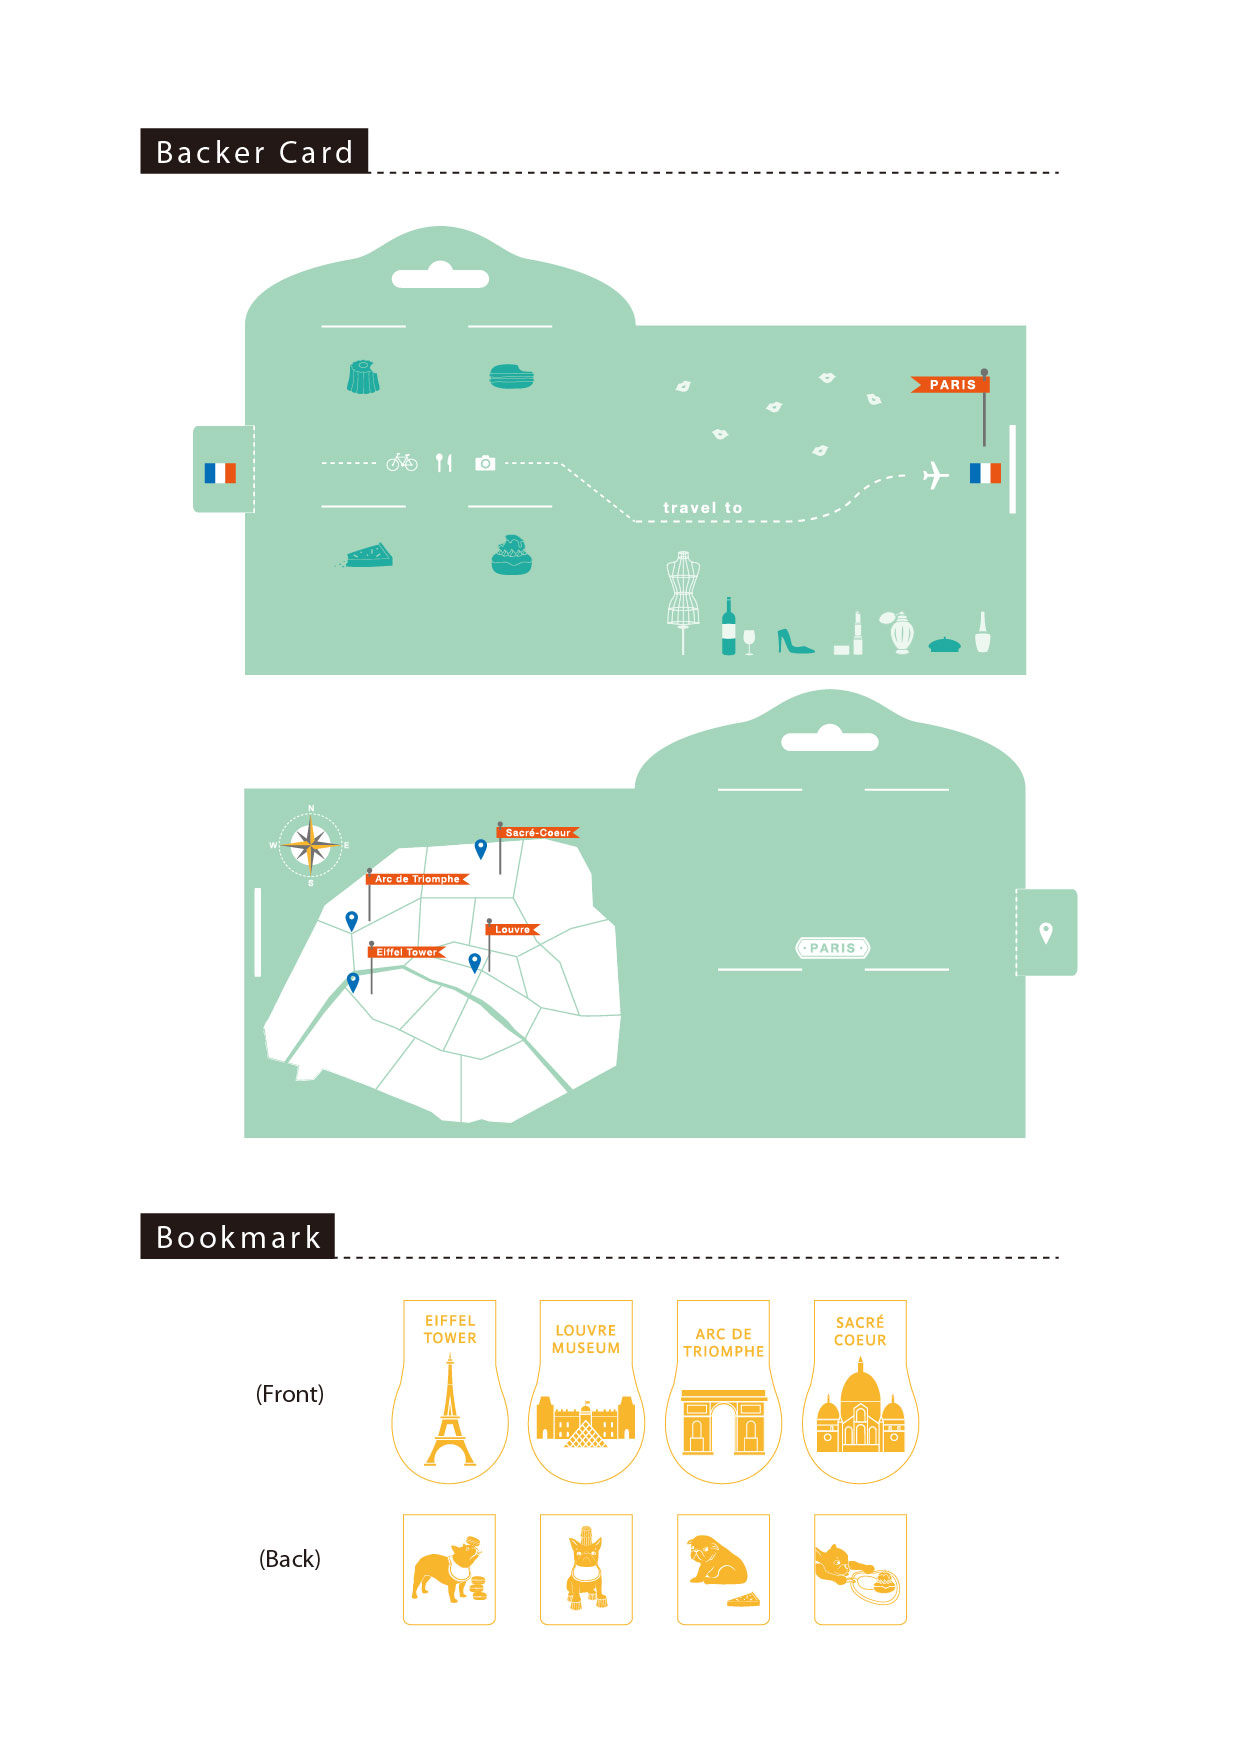 Backer Card
PARIS
travel to
N
W
E
S
Sacré-Coeur
Arc de Triomphe
Louvre
Eiffel Tower
·PARIS·
Bookmark
(Front)
EIFFEL
TOWER
LOUVRE
MUSEUM
ARC DE
TRIOMPHE
SACRÉ
COEUR
(Back)